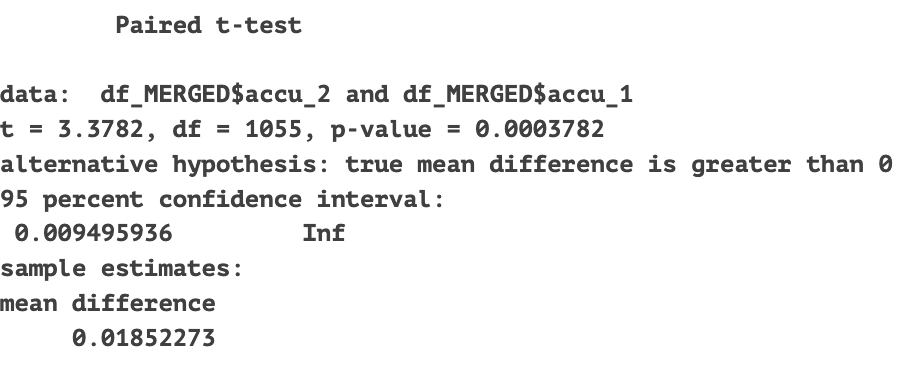 Paired t-test
data:  df_MERGED$accu_2 and df_MERGED$accu_1
t = 3.3782, df = 1055, p-value = 0.0003782
alternative hypothesis: true mean difference is greater than 0
95 percent confidence interval:
 0.009495936         Inf
sample estimates:
mean difference
     0.01852273